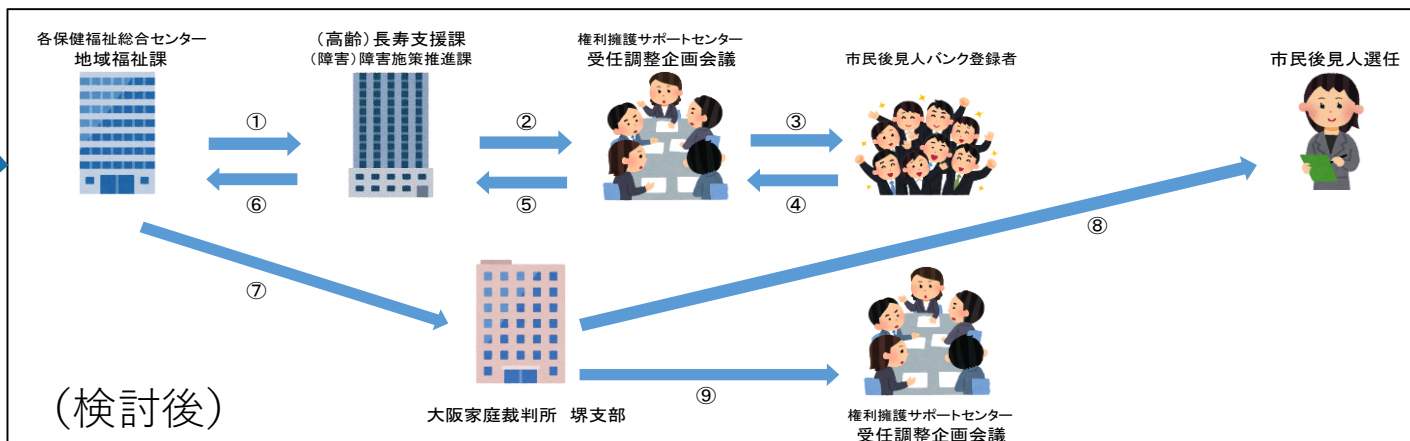 各保健福祉総合センター
地域福祉課
(高齢)長寿支援課
(障害)障害施策推進課
権利擁護サポートセンター
受任調整企画会議
市民後見人バンク登録者
市民後見人選任
①
②
③
⑥
⑤
④
⑧
⑦
⑨
(検討後)
大阪家庭裁判所 堺支部
権利擁護サポートセンター
受任調整企画会議